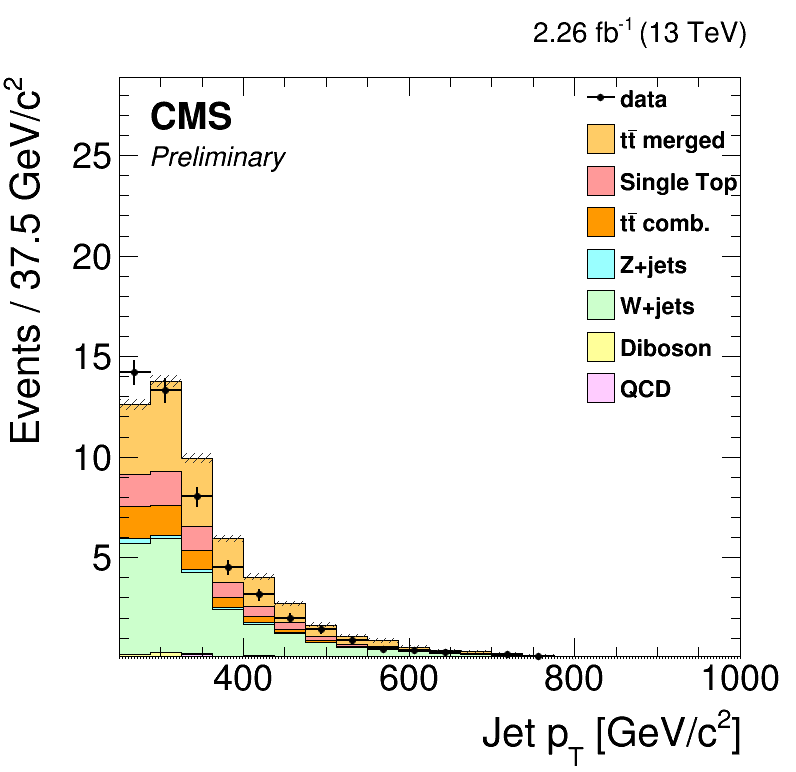 2.26 fb⁻¹ (13 TeV)
CMS
Preliminary
data
tt̄ merged
Single Top
tt̄ comb.
Z+jets
W+jets
Diboson
QCD
Events / 37.5 GeV/c²
25
20
15
10
5
400 600 800 1000
Jet p_T [GeV/c²]